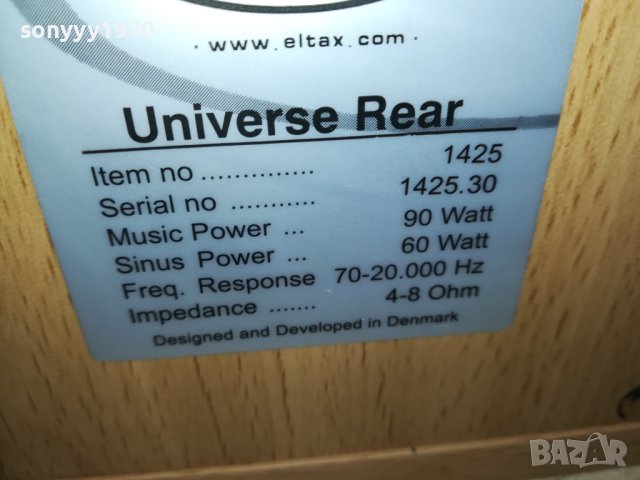 sonyyy1970
· www.eltax.com ·
Universe Rear
Item no .............. 1425
Serial no ........... 1425.30
Music Power ... 90 Watt
Sinus Power ... 60 Watt
Freq. Response 70-20.000 Hz
Impedance ....... 4-8 Ohm
Designed and Developed in Denmark
BAZAR